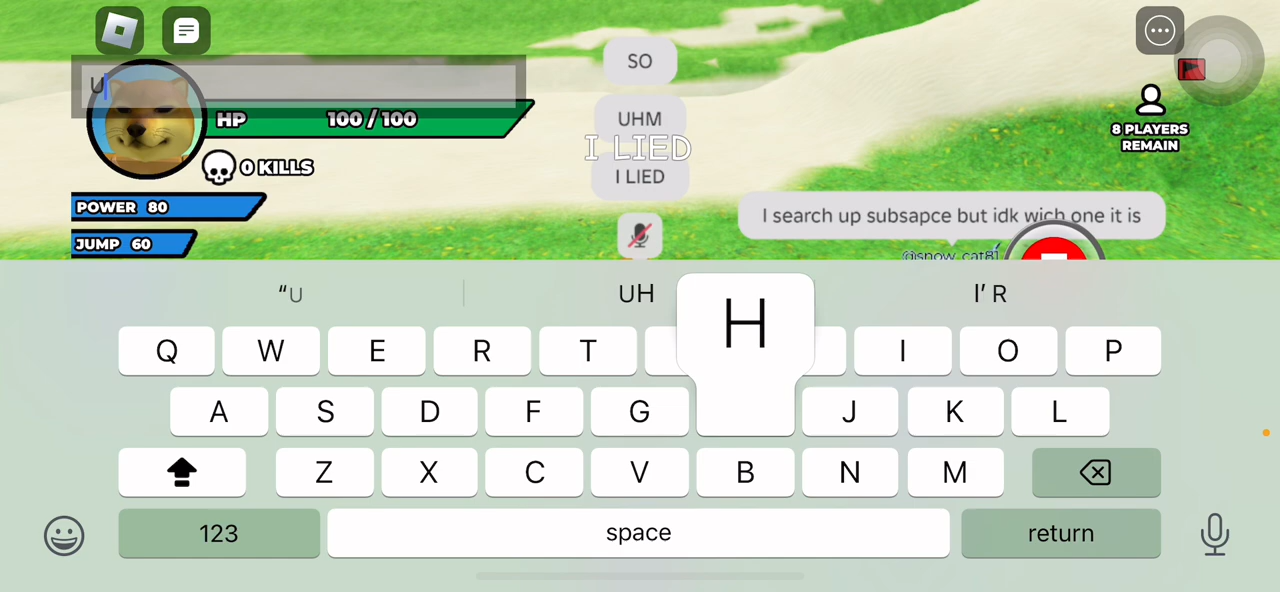 U
HP 100 / 100
0 KILLS
POWER 80
JUMP 60
SO
UHM
I LIED
I LIED
8 PLAYERS
REMAIN
I search up subsapce but idk wich one it is
@snow_cat81
“U UH I’ R
H
Q W E R T I O P
A S D F G J K L
Z X C V B N M
123 space return